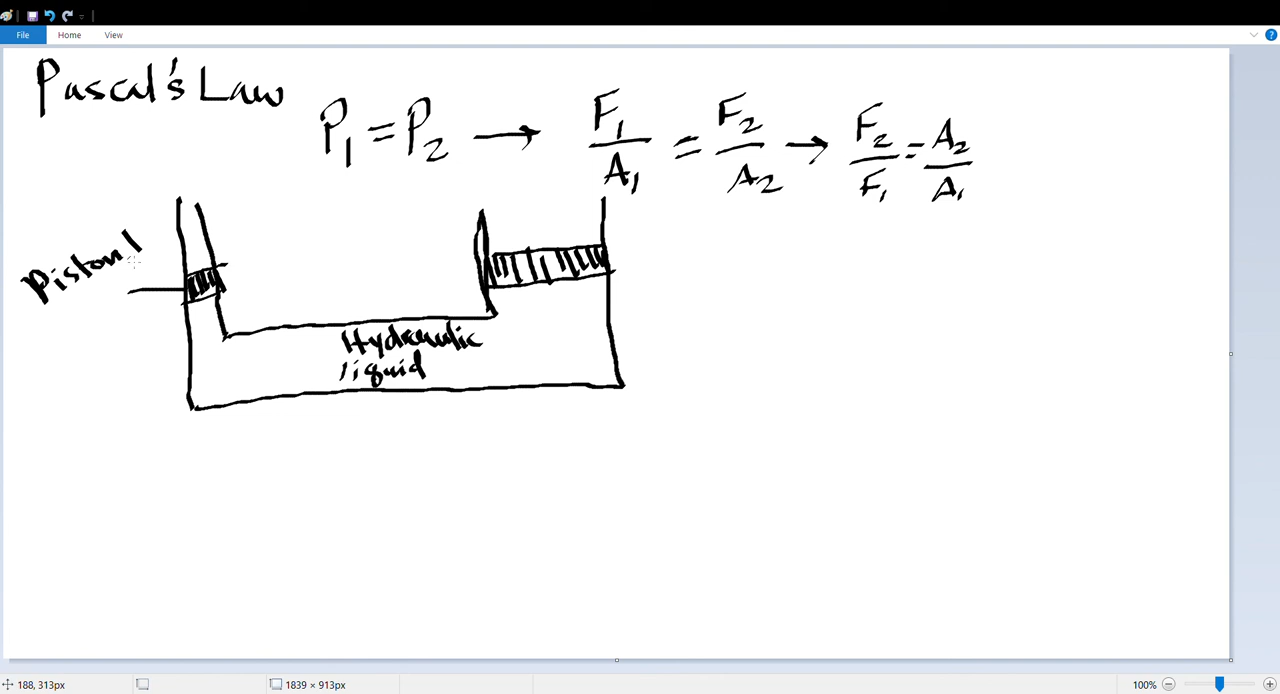 File Home View
Pascal's Law
P₁ = P₂ → F₁/A₁ = F₂/A₂ → F₂/F₁ = A₂/A₁
Piston 1
Hydraulic
liquid
188, 313px
1839 × 913px
100%